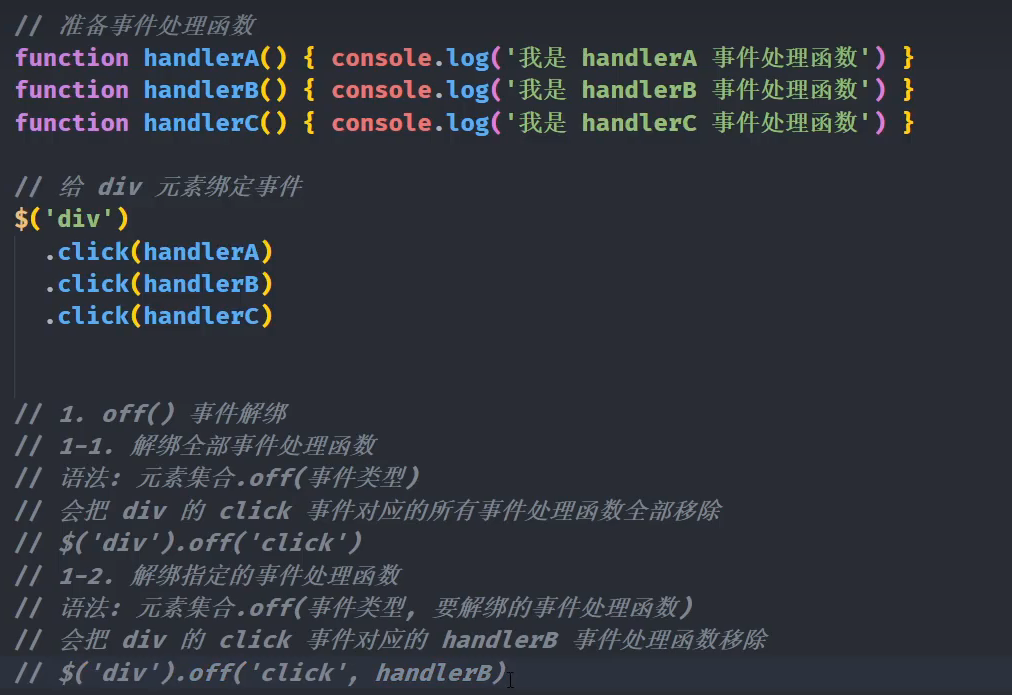 // 准备事件处理函数
function handlerA() { console.log('我是 handlerA 事件处理函数') }
function handlerB() { console.log('我是 handlerB 事件处理函数') }
function handlerC() { console.log('我是 handlerC 事件处理函数') }
// 给 div 元素绑定事件
$('div')
.click(handlerA)
.click(handlerB)
.click(handlerC)
// 1. off() 事件解绑
// 1-1. 解绑全部事件处理函数
// 语法: 元素集合.off(事件类型)
// 会把 div 的 click 事件对应的所有事件处理函数全部移除
// $('div').off('click')
// 1-2. 解绑指定的事件处理函数
// 语法: 元素集合.off(事件类型, 要解绑的事件处理函数)
// 会把 div 的 click 事件对应的 handlerB 事件处理函数移除
// $('div').off('click', handlerB)